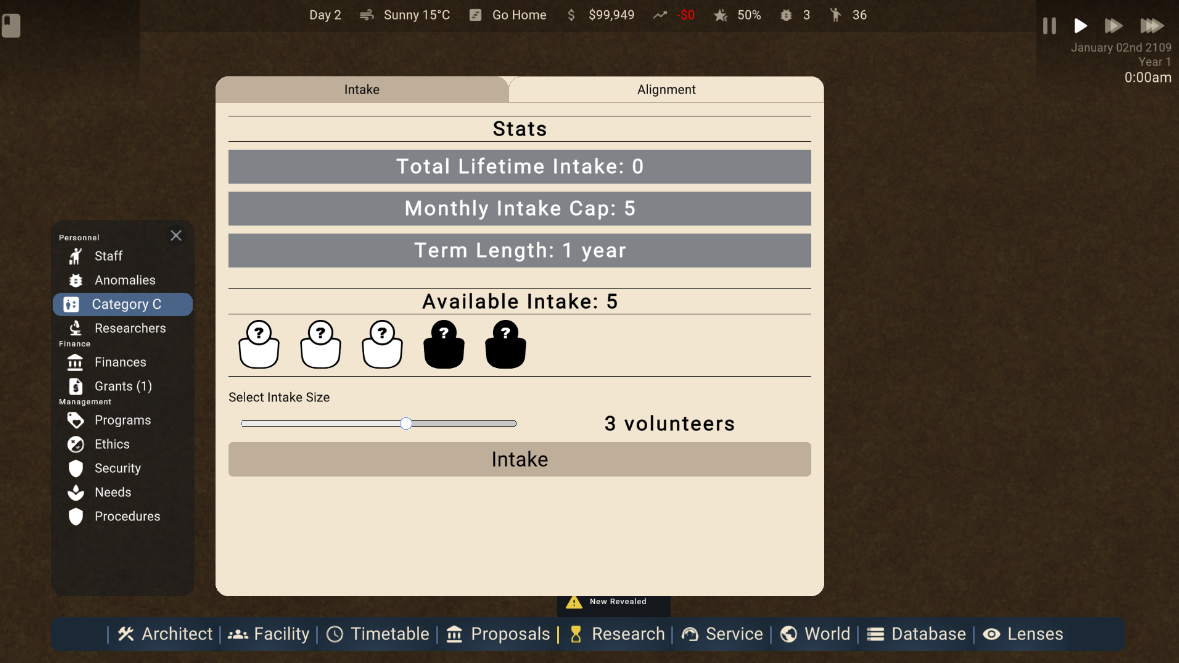 Day 2 Sunny 15°C Go Home $ $99,949 -$0 50% 3 36
January 02nd 2109
Year 1
0:00am
Intake Alignment
Stats
Total Lifetime Intake: 0
Monthly Intake Cap: 5
Term Length: 1 year
Available Intake: 5
? ? ? ? ?
Select Intake Size
3 volunteers
Intake
Personnel
Staff
Anomalies
Category C
Researchers
Finance
Finances
Grants (1)
Management
Programs
Ethics
Security
Needs
Procedures
New Revealed
Architect Facility Timetable Proposals Research Service World Database Lenses